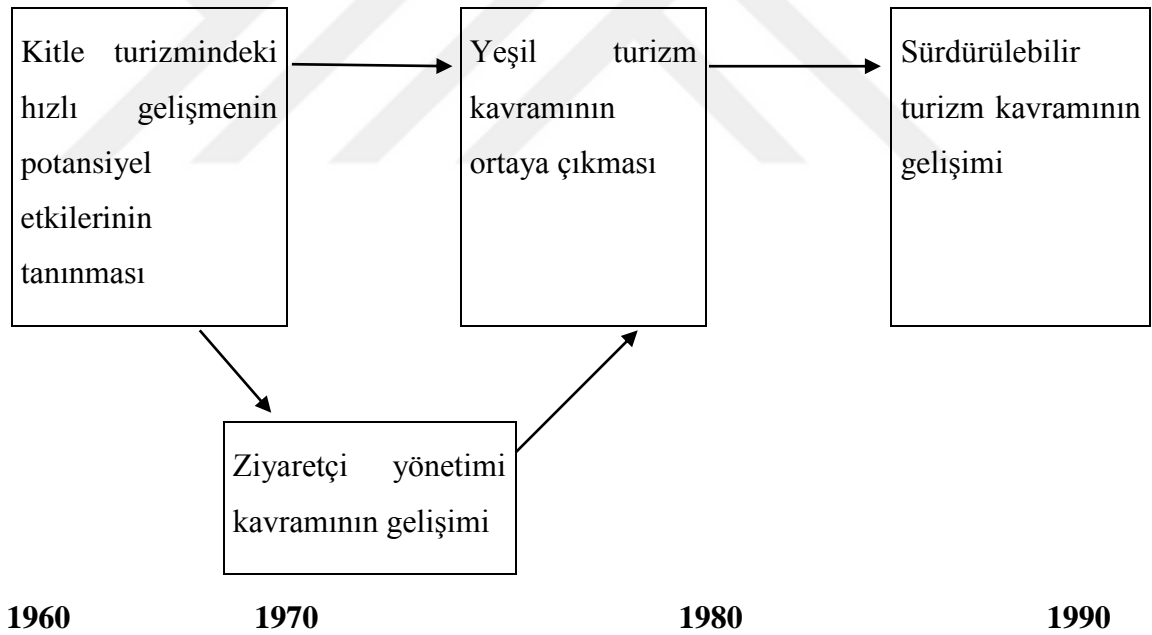 Kitle turizmindeki
hızlı gelişmenin
potansiyel
etkilerinin
tanınması
Yeşil turizm
kavramının
ortaya çıkması
Sürdürülebilir
turizm kavramının
gelişimi
Ziyaretçi yönetimi
kavramının gelişimi
1960 1970 1980 1990